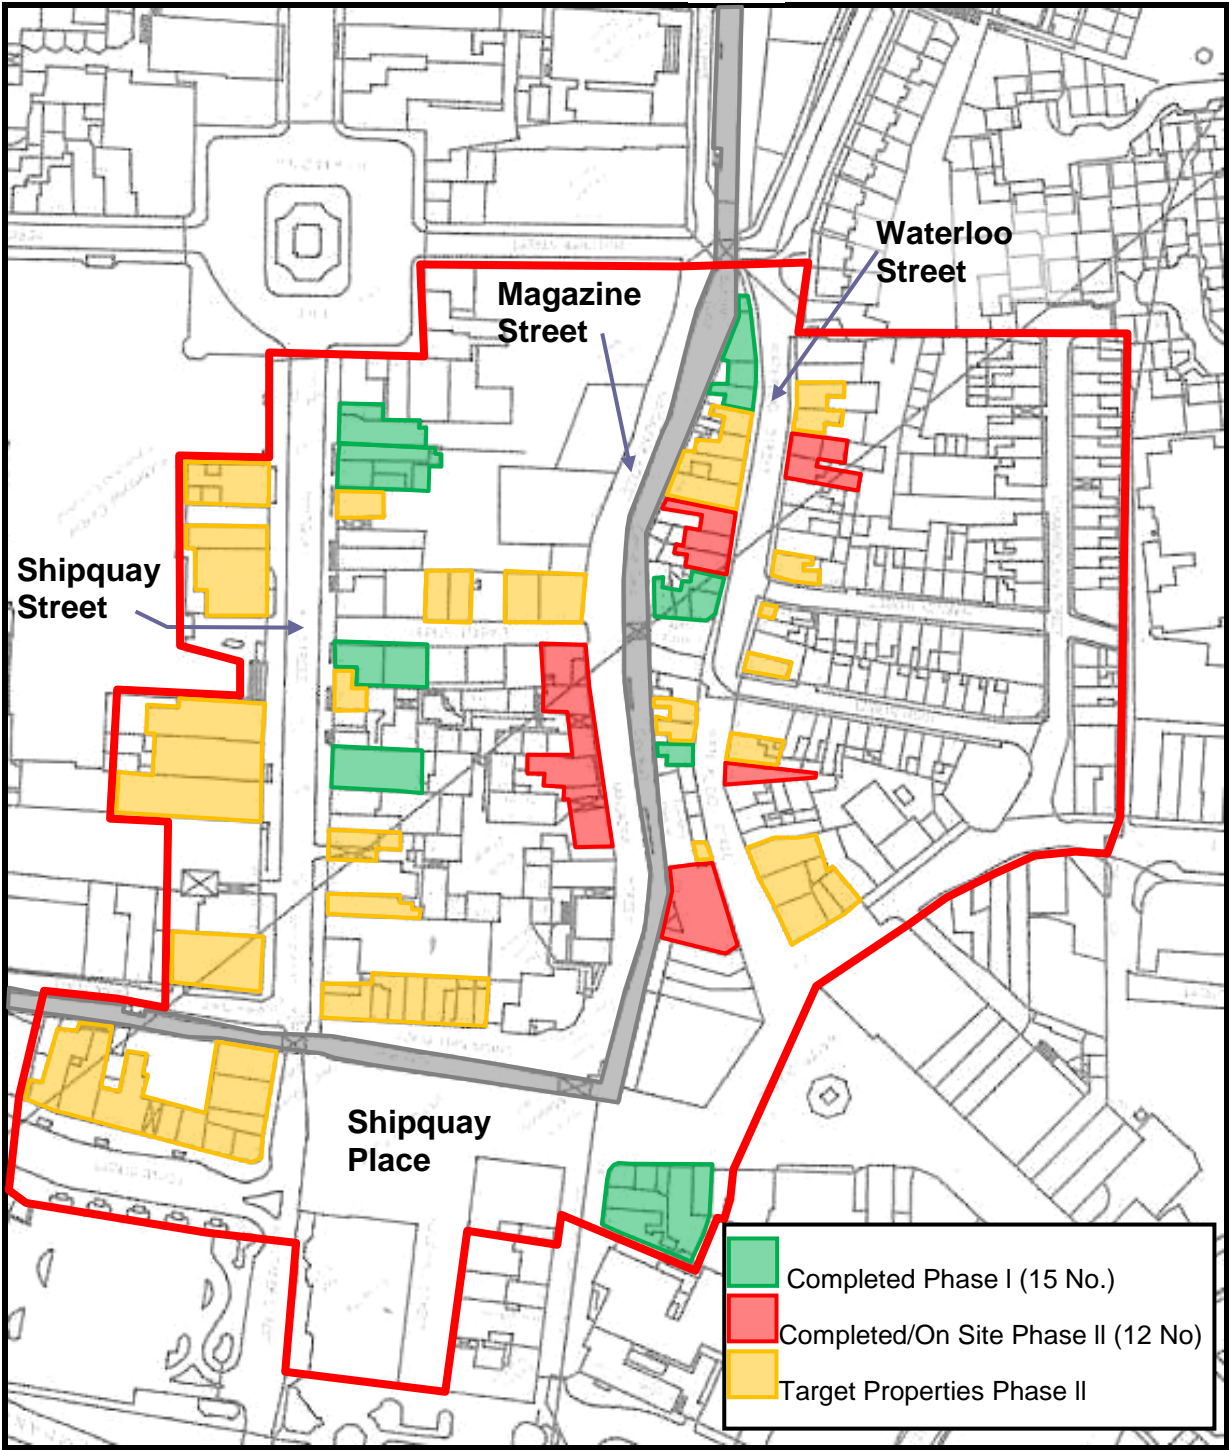 Waterloo
Street
Magazine
Street
Shipquay
Street
Shipquay
Place
Completed Phase I (15 No.)
Completed/On Site Phase II (12 No)
Target Properties Phase II